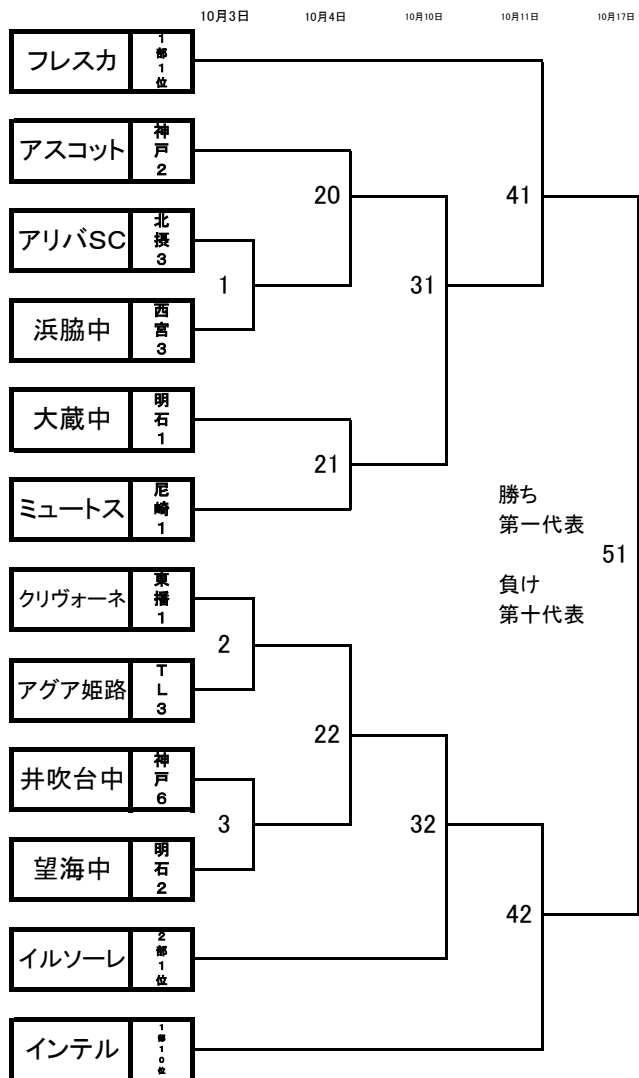 10月3日 10月4日 10月10日 10月11日 10月17日
フレスカ 1部1位
アスコット 神戸2
20 41
アリバSC 北摂3
1 31
浜脇中 西宮3
大蔵中 明石1
21
勝ち
第一代表
ミュートス 尼崎1
51
負け
第十代表
クリヴォーネ 東播1
2
アグア姫路 TL3
22
井吹台中 神戸6
3 32
望海中 明石2
42
イルソーレ 2部1位
インテル 1部10位